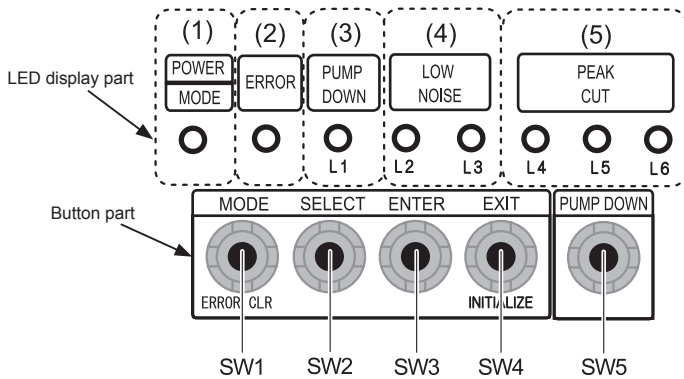 (1) (2) (3) (4) (5)
POWER
MODE
ERROR
PUMP
DOWN
LOW
NOISE
PEAK
CUT
LED display part
L1 L2 L3 L4 L5 L6
Button part
MODE SELECT ENTER EXIT PUMP DOWN
ERROR CLR INITIALIZE
SW1 SW2 SW3 SW4 SW5